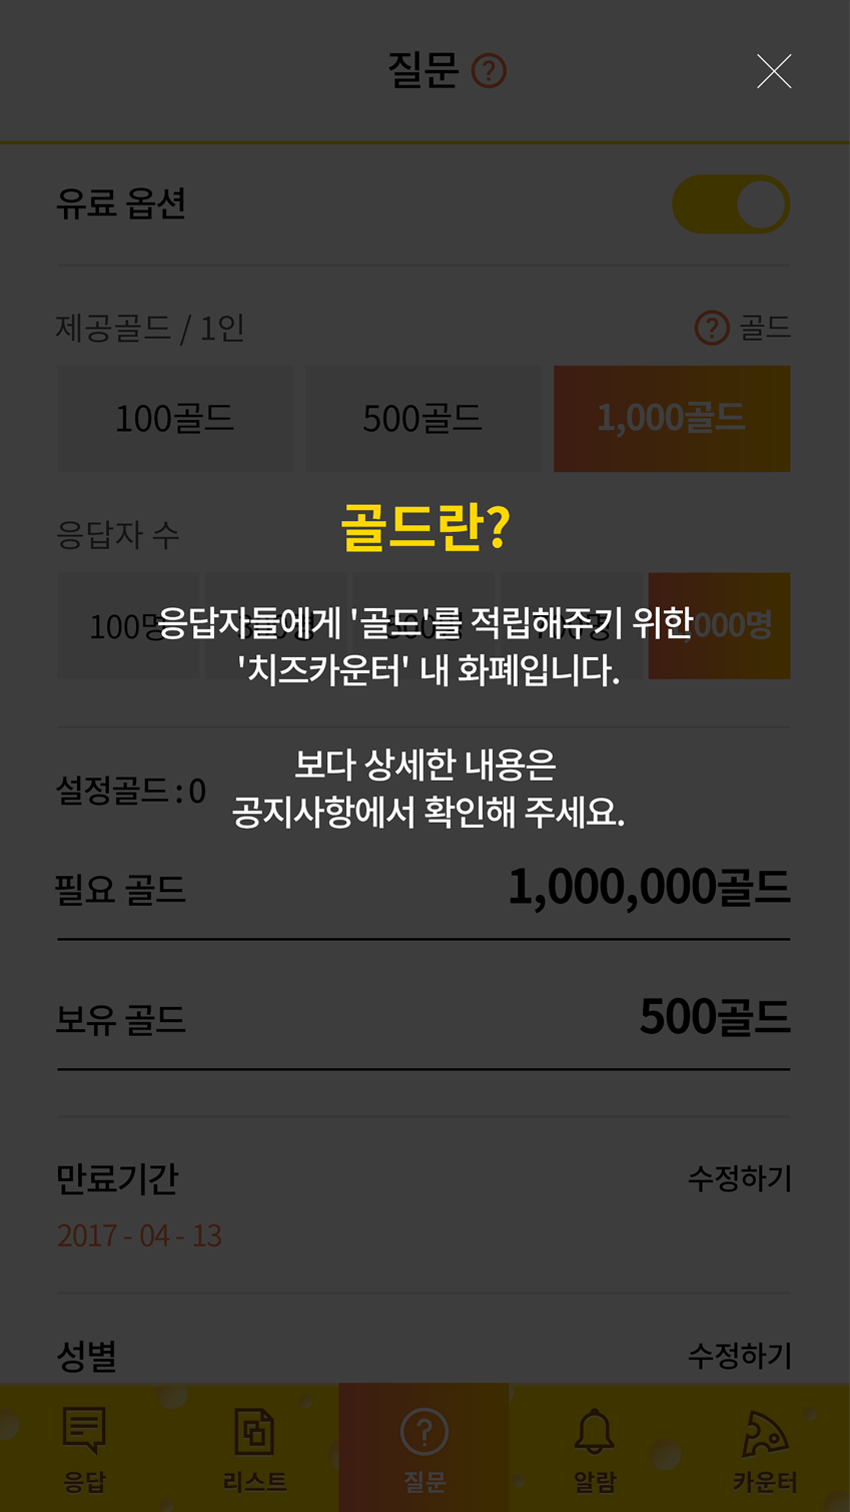 질문 ?
유료 옵션
제공골드 / 1인
? 골드
100골드 500골드 1,000골드
골드란?
응답자 수
100명
응답자들에게 '골드'를 적립해주기 위한
'치즈카운터' 내 화폐입니다.
보다 상세한 내용은
공지사항에서 확인해 주세요.
설정골드 : 0
필요 골드 1,000,000골드
보유 골드 500골드
만료기간 수정하기
2017 - 04 - 13
성별 수정하기
응답 리스트 질문 알람 카운터